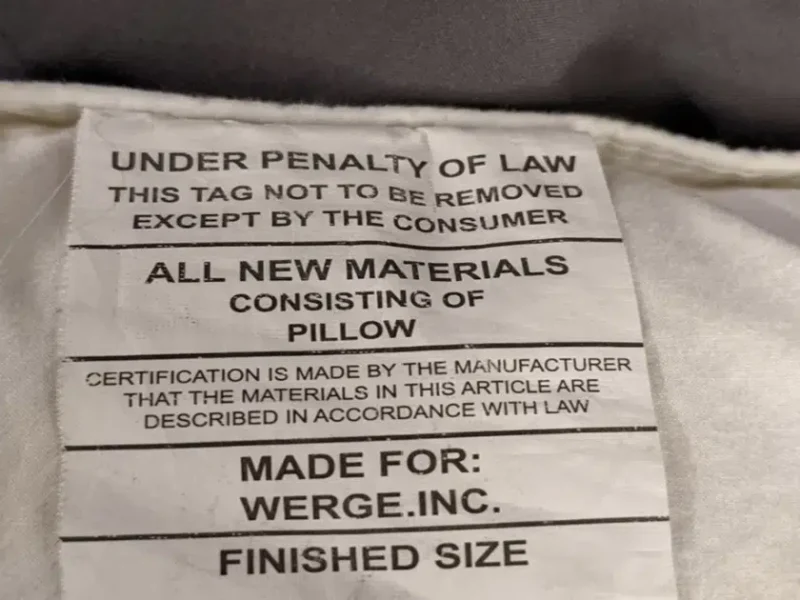 UNDER PENALTY OF LAW
THIS TAG NOT TO BE REMOVED
EXCEPT BY THE CONSUMER
ALL NEW MATERIALS
CONSISTING OF
PILLOW
CERTIFICATION IS MADE BY THE MANUFACTURER
THAT THE MATERIALS IN THIS ARTICLE ARE
DESCRIBED IN ACCORDANCE WITH LAW
MADE FOR:
WERGE.INC.
FINISHED SIZE